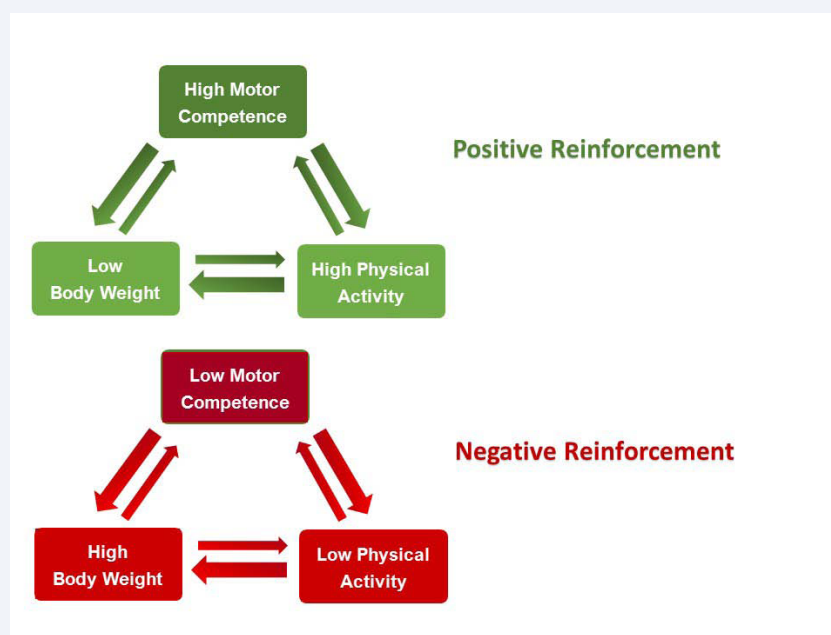 High Motor
Competence
Positive Reinforcement
Low
Body Weight
High Physical
Activity
Low Motor
Competence
Negative Reinforcement
High
Body Weight
Low Physical
Activity